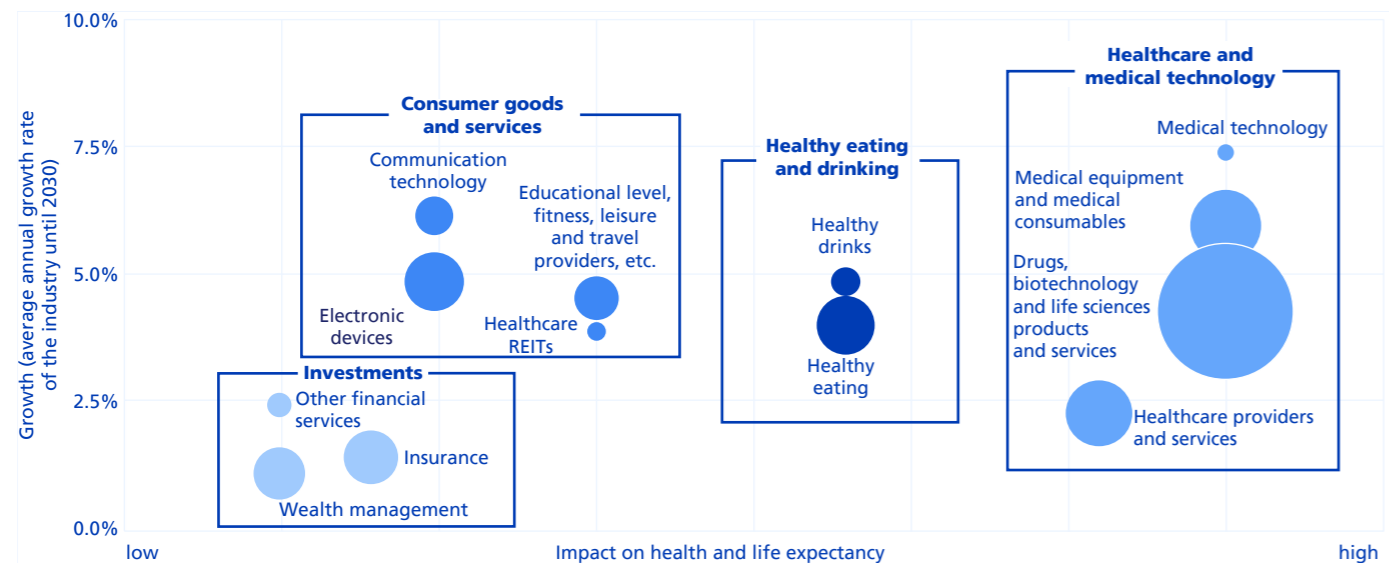 10.0%
7.5%
5.0%
2.5%
0.0%
Growth (average annual growth rate
of the industry until 2030)
Consumer goods
and services
Communication
technology
Educational level,
fitness, leisure
and travel
providers, etc.
Electronic
devices
Healthcare
REITs
Investments
Other financial
services
Insurance
Wealth management
Healthy eating
and drinking
Healthy
drinks
Healthy
eating
Healthcare and
medical technology
Medical technology
Medical equipment
and medical
consumables
Drugs,
biotechnology
and life sciences
products
and services
Healthcare providers
and services
low
Impact on health and life expectancy
high